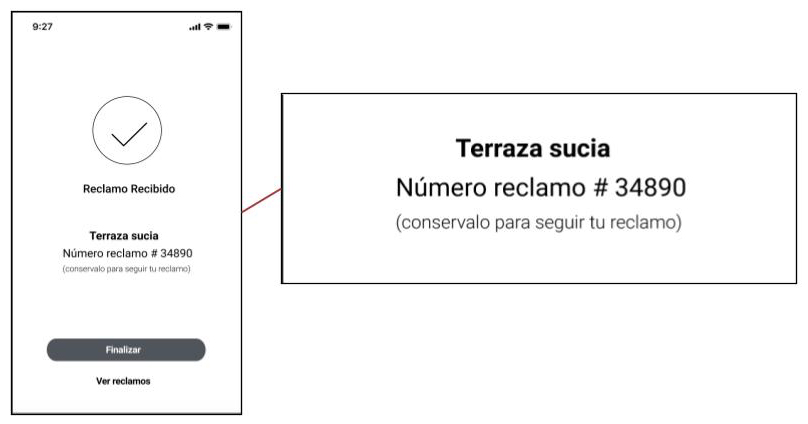 9:27
Reclamo Recibido
Terraza sucia
Número reclamo # 34890
(conservalo para seguir tu reclamo)
Finalizar
Ver reclamos
Terraza sucia
Número reclamo # 34890
(conservalo para seguir tu reclamo)